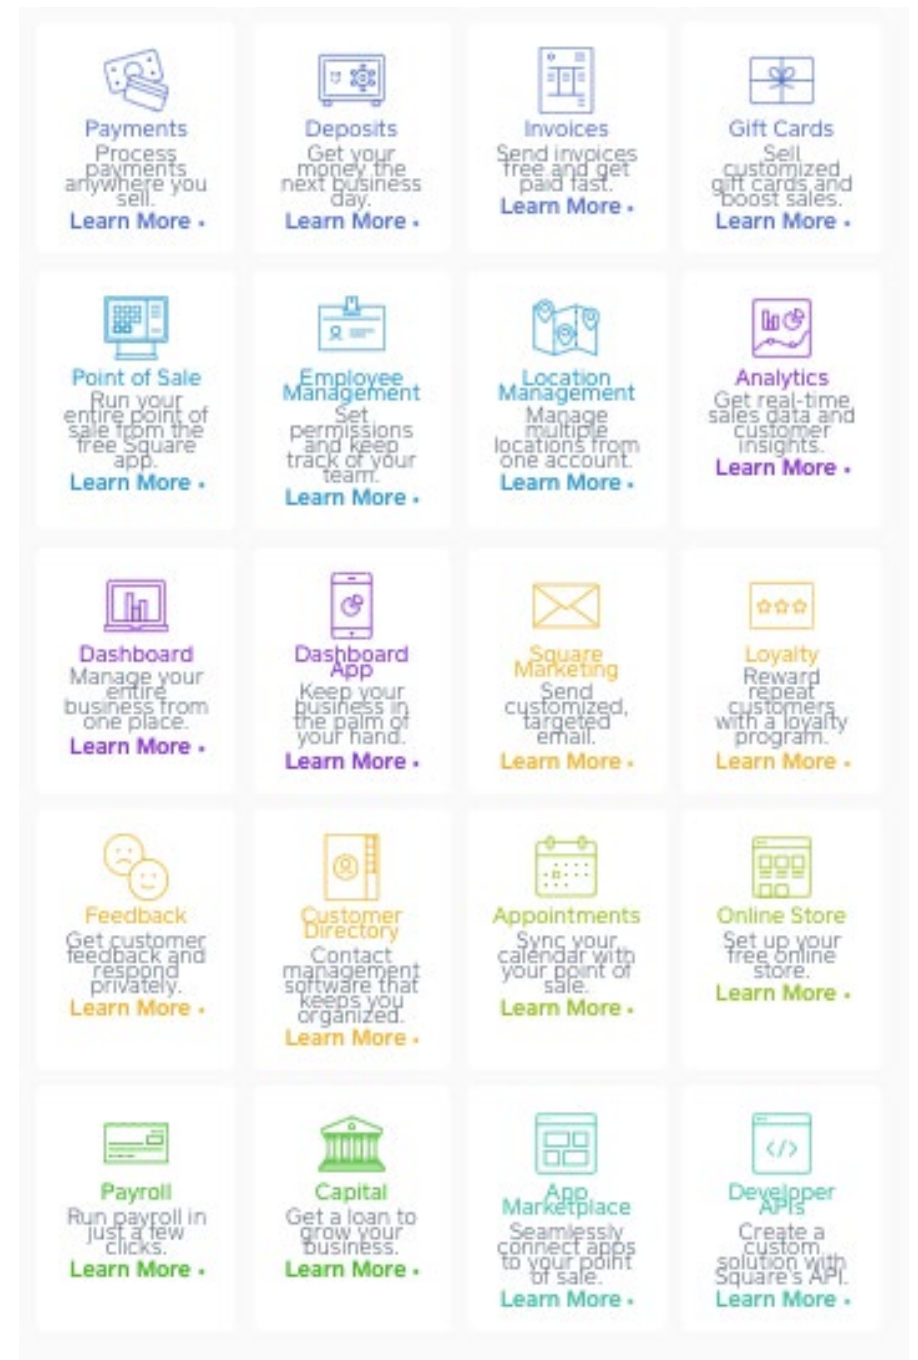 Payments
Process
payments
anywhere you
sell.
Learn More
Deposits
Get your
money the
next business
day.
Learn More
Invoices
Send invoices
free and get
paid fast.
Learn More
Gift Cards
Sell
customized
gift cards and
boost sales.
Learn More
Point of Sale
Run your
entire point of
sale from the
free Square
app.
Learn More
Employee
Management
Set
permissions
and keep
track of your
team.
Learn More
Location
Management
Manage
multiple
locations from
one account.
Learn More
Analytics
Get real-time
sales data and
customer
insights.
Learn More
Dashboard
Manage your
entire
business from
one place.
Learn More
Dashboard
App
Keep your
business in
the palm of
your hand.
Learn More
Square
Marketing
Send
customized,
targeted
email.
Learn More
Loyalty
Reward
repeat
customers
with a loyalty
program.
Learn More
Feedback
Get customer
feedback and
respond
privately.
Learn More
Customer
Directory
Contact
management
software that
keeps you
organized.
Learn More
Appointments
Sync your
calendar with
your point of
sale.
Learn More
Online Store
Set up your
free online
store.
Learn More
Payroll
Run payroll in
just a few
clicks.
Learn More
Capital
Get a loan to
grow your
business.
Learn More
App
Marketplace
Seamlessly
connect apps
to your point
of sale.
Learn More
</>
Developer
APIs
Create a
custom
solution with
Square's API.
Learn More